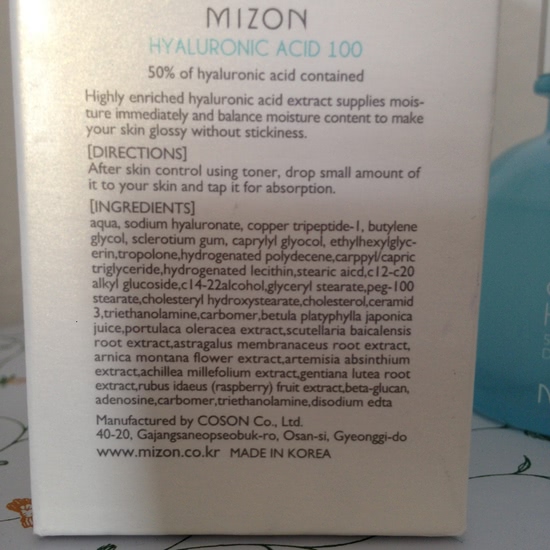 MIZON
HYALURONIC ACID 100
50% of hyaluronic acid contained
Highly enriched hyaluronic acid extract supplies mois-
ture immediately and balance moisture content to make
your skin glossy without stickiness.
[DIRECTIONS]
After skin control using toner, drop small amount of
it to your skin and tap it for absorption.
[INGREDIENTS]
aqua, sodium hyaluronate, copper tripeptide-1, butylene
glycol, sclerotium gum, caprylyl glyocol, ethylhexylglyc-
erin,tropolone,hydrogenated polydecene,carppyl/capric
triglyceride,hydrogenated lecithin,stearic aicd,c12-c20
alkyl glucoside,c14-22alcohol,glyceryl stearate,peg-100
stearate,cholesteryl hydroxystearate,cholesterol,ceramid
3,triethanolamine,carbomer,betula platyphylla japonica
juice,portulaca oleracea extract,scutellaria baicalensis
root extract,astragalus membranaceus root extract,
arnica montana flower extract,artemisia absinthium
extract,achillea millefolium extract,gentiana lutea root
extract,rubus idaeus (raspberry) fruit extract,beta-glucan,
adenosine,carbomer,triethanolamine,disodium edta
Manufactured by COSON Co., Ltd.
40-20, Gajangsaneopseobuk-ro, Osan-si, Gyeonggi-do
www.mizon.co.kr MADE IN KOREA